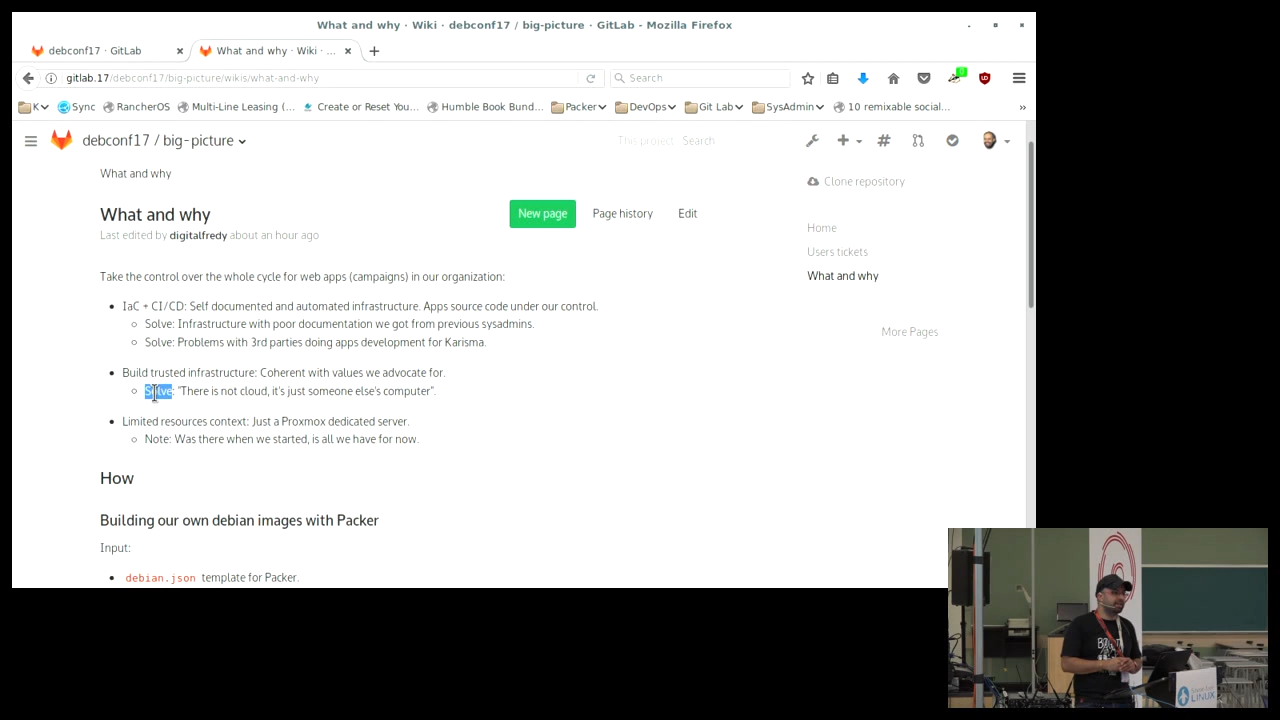 What and why · Wiki · debconf17 / big-picture · GitLab - Mozilla Firefox
debconf17 · GitLab
What and why · Wiki · ...
gitlab.17/debconf17/big-picture/wikis/what-and-why
Search
K
Sync
RancherOS
Multi-Line Leasing (...
Create or Reset You...
Humble Book Bund...
Packer
DevOps
Git Lab
SysAdmin
10 remixable social...
»
debconf17 / big-picture
This project
Search
What and why
Clone repository
What and why
New page
Page history
Edit
Last edited by digitalfredy about an hour ago
Home
Users tickets
What and why
More Pages
Take the control over the whole cycle for web apps (campaigns) in our organization:
IaC + CI/CD: Self documented and automated infrastructure. Apps source code under our control.
Solve: Infrastructure with poor documentation we got from previous sysadmins.
Solve: Problems with 3rd parties doing apps development for Karisma.
Build trusted infrastructure: Coherent with values we advocate for.
Solve: "There is not cloud, it's just someone else's computer".
Limited resources context: Just a Proxmox dedicated server.
Note: Was there when we started, is all we have for now.
How
Building our own debian images with Packer
Input:
debian.json template for Packer.
LINUX